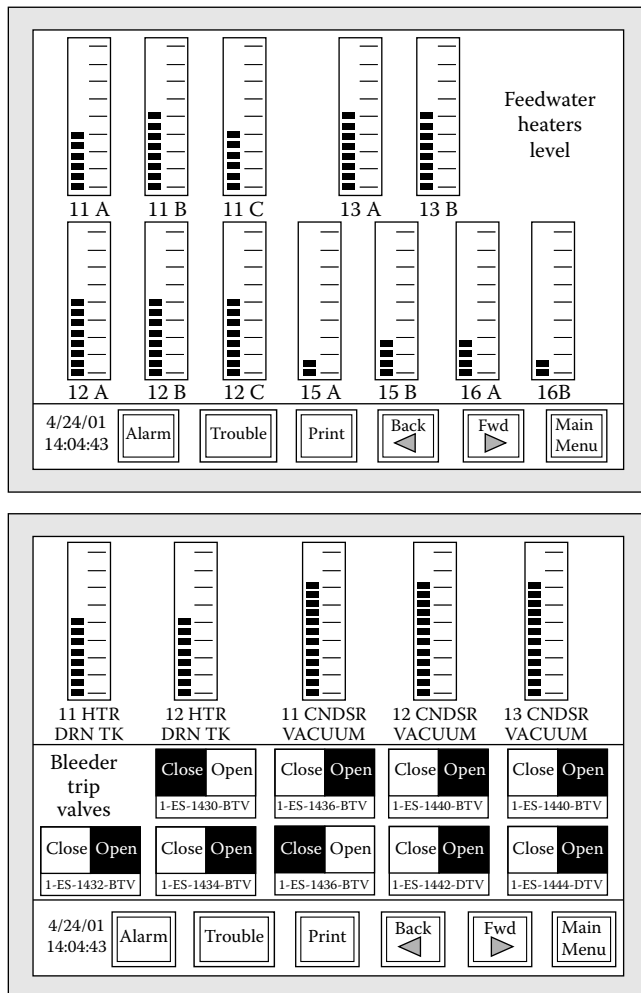 Feedwater
heaters
level
11 A 11 B 11 C 13 A 13 B
12 A 12 B 12 C 15 A 15 B 16 A 16B
4/24/01
14:04:43
Alarm
Trouble
Print
Back
Fwd
Main
Menu
11 HTR
DRN TK
12 HTR
DRN TK
11 CNDSR
VACUUM
12 CNDSR
VACUUM
13 CNDSR
VACUUM
Bleeder
trip
valves
Close Open
1-ES-1430-BTV
Close Open
1-ES-1436-BTV
Close Open
1-ES-1440-BTV
Close Open
1-ES-1440-BTV
Close Open
1-ES-1432-BTV
Close Open
1-ES-1434-BTV
Close Open
1-ES-1436-BTV
Close Open
1-ES-1442-DTV
Close Open
1-ES-1444-DTV
4/24/01
14:04:43
Alarm
Trouble
Print
Back
Fwd
Main
Menu